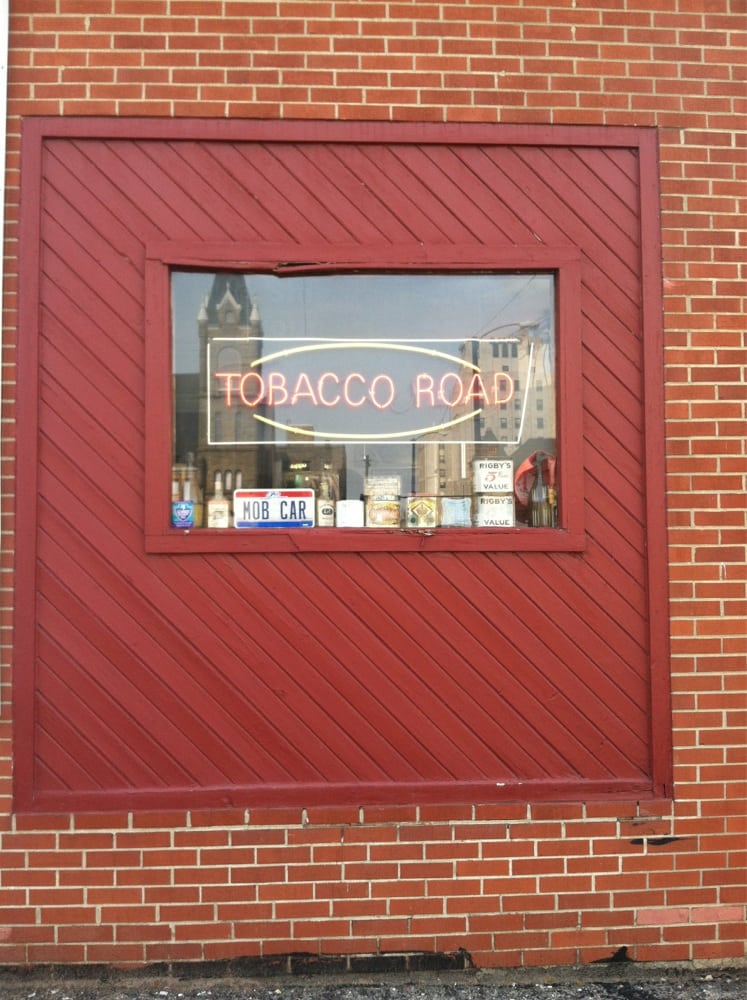 TOBACCO ROAD
MOB CAR
RIGBY'S
5¢
VALUE
RIGBY'S
VALUE